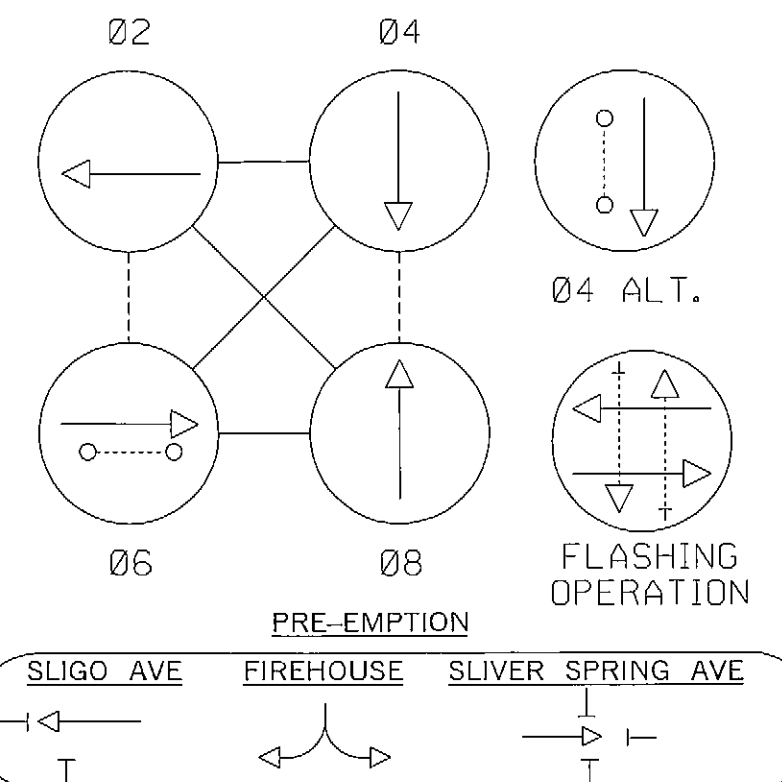 Ø2 Ø4
Ø4 ALT.
Ø6 Ø8
FLASHING
OPERATION
PRE-EMPTION
SLIGO AVE FIREHOUSE SLIVER SPRING AVE